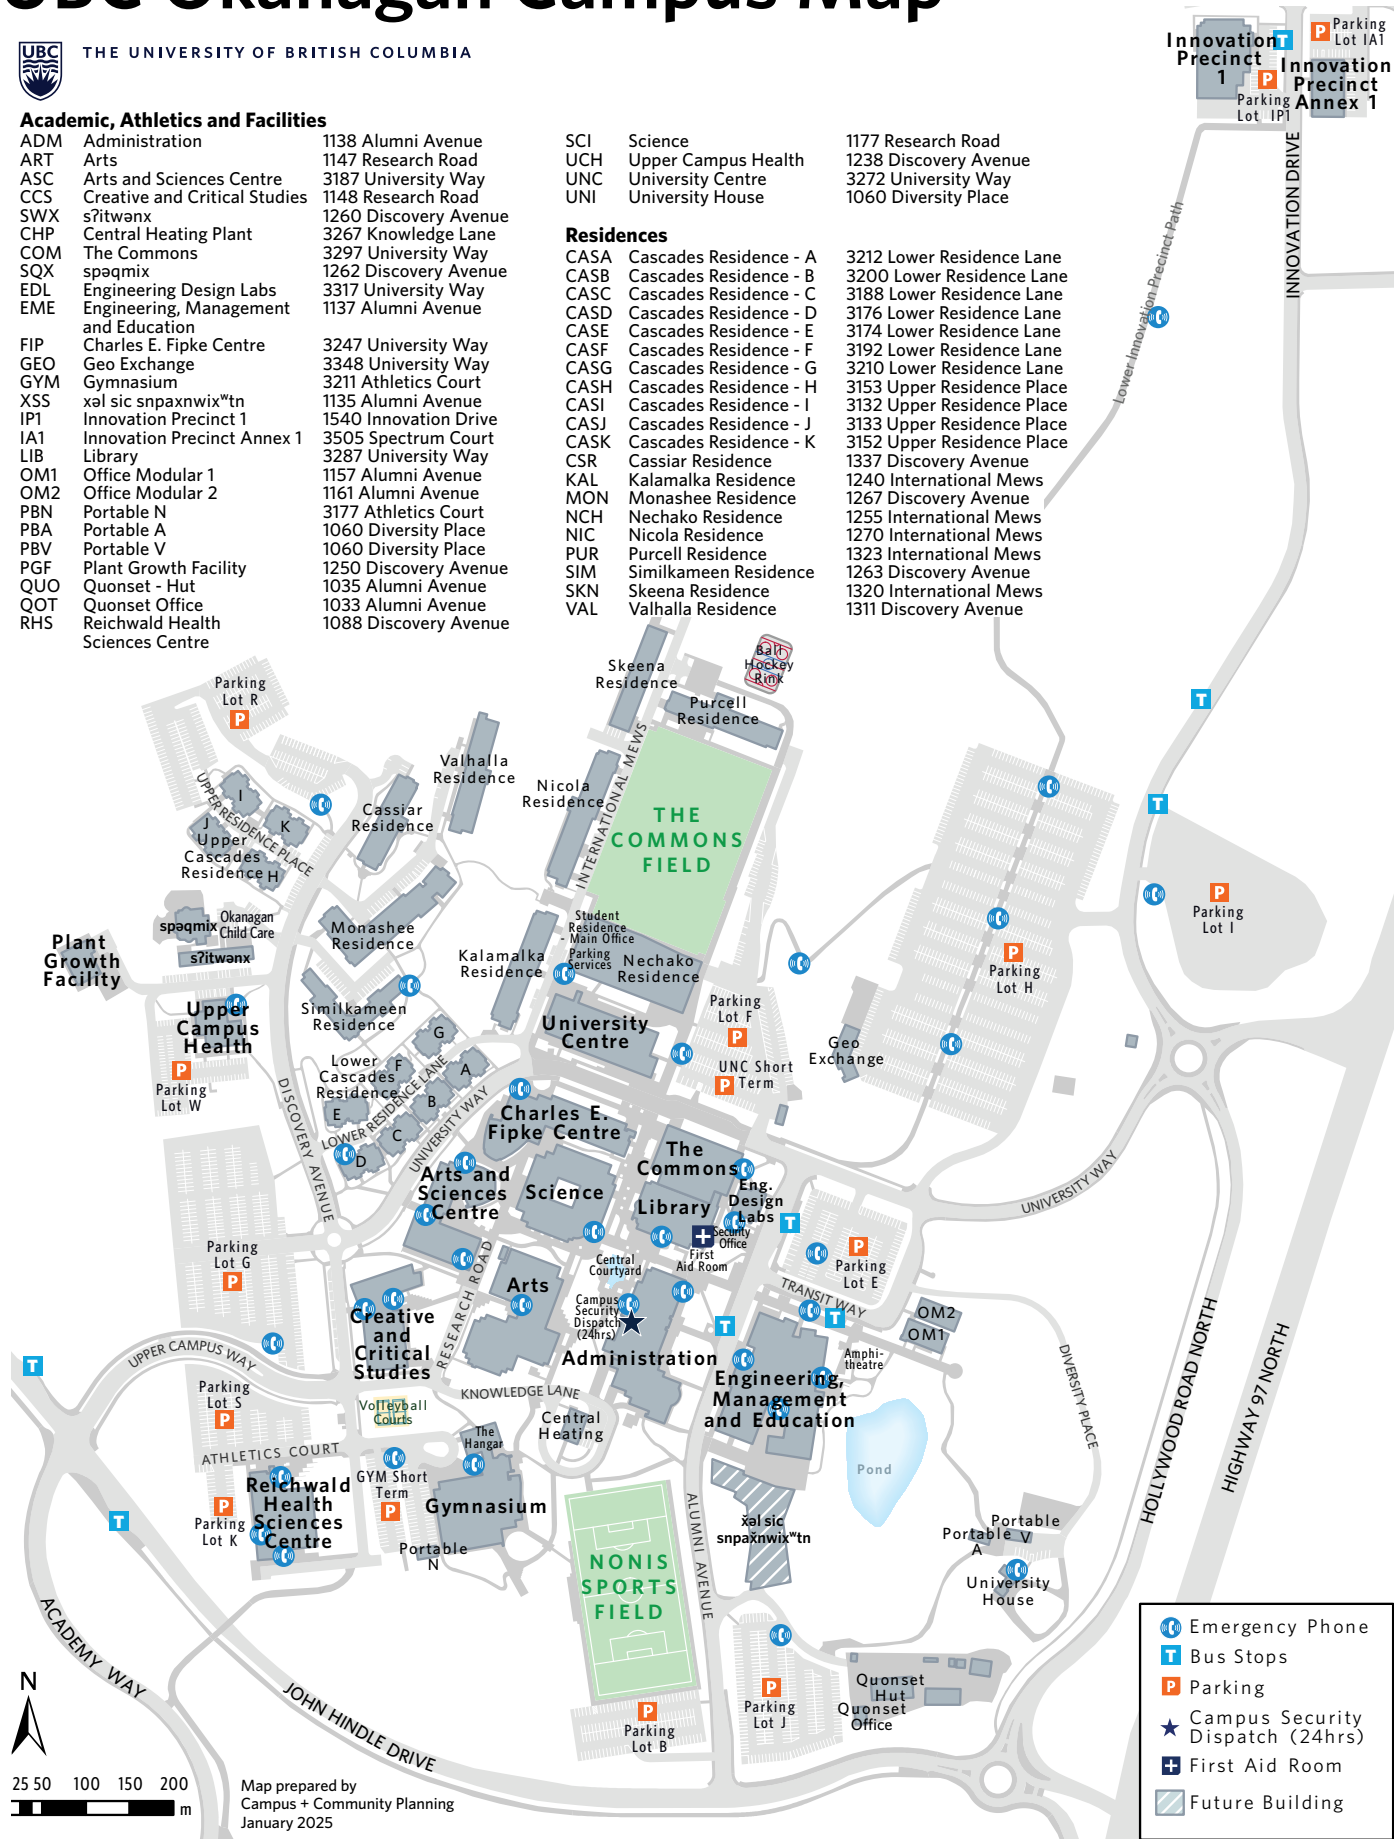 UBC Okanagan Campus Map
UBC
THE UNIVERSITY OF BRITISH COLUMBIA
Academic, Athletics and Facilities
ADM Administration 1138 Alumni Avenue
ART Arts 1147 Research Road
ASC Arts and Sciences Centre 3187 University Way
CCS Creative and Critical Studies 1148 Research Road
SWX sʔitwənx 1260 Discovery Avenue
CHP Central Heating Plant 3267 Knowledge Lane
COM The Commons 3297 University Way
SQX spəqmix 1262 Discovery Avenue
EDL Engineering Design Labs 3317 University Way
EME Engineering, Management 1137 Alumni Avenue
and Education
FIP Charles E. Fipke Centre 3247 University Way
GEO Geo Exchange 3348 University Way
GYM Gymnasium 3211 Athletics Court
XSS xəl sic snpaxnwixʷtn 1135 Alumni Avenue
IP1 Innovation Precinct 1 1540 Innovation Drive
IA1 Innovation Precinct Annex 1 3505 Spectrum Court
LIB Library 3287 University Way
OM1 Office Modular 1 1157 Alumni Avenue
OM2 Office Modular 2 1161 Alumni Avenue
PBN Portable N 3177 Athletics Court
PBA Portable A 1060 Diversity Place
PBV Portable V 1060 Diversity Place
PGF Plant Growth Facility 1250 Discovery Avenue
QUO Quonset - Hut 1035 Alumni Avenue
QOT Quonset Office 1033 Alumni Avenue
RHS Reichwald Health 1088 Discovery Avenue
Sciences Centre
SCI Science 1177 Research Road
UCH Upper Campus Health 1238 Discovery Avenue
UNC University Centre 3272 University Way
UNI University House 1060 Diversity Place
Residences
CASA Cascades Residence - A 3212 Lower Residence Lane
CASB Cascades Residence - B 3200 Lower Residence Lane
CASC Cascades Residence - C 3188 Lower Residence Lane
CASD Cascades Residence - D 3176 Lower Residence Lane
CASE Cascades Residence - E 3174 Lower Residence Lane
CASF Cascades Residence - F 3192 Lower Residence Lane
CASG Cascades Residence - G 3210 Lower Residence Lane
CASH Cascades Residence - H 3153 Upper Residence Place
CASI Cascades Residence - I 3132 Upper Residence Place
CASJ Cascades Residence - J 3133 Upper Residence Place
CASK Cascades Residence - K 3152 Upper Residence Place
CSR Cassiar Residence 1337 Discovery Avenue
KAL Kalamalka Residence 1240 International Mews
MON Monashee Residence 1267 Discovery Avenue
NCH Nechako Residence 1255 International Mews
NIC Nicola Residence 1270 International Mews
PUR Purcell Residence 1323 International Mews
SIM Similkameen Residence 1263 Discovery Avenue
SKN Skeena Residence 1320 International Mews
VAL Valhalla Residence 1311 Discovery Avenue
Innovation
Precinct
1
T
P
Parking
Lot IA1
Innovation
Precinct
Annex 1
P
Parking
Lot IP1
INNOVATION DRIVE
Lower Innovation Precinct Path
Parking
Lot R
P
Skeena
Residence
Ball
Hockey
Rink
Purcell
Residence
T
Valhalla
Residence
Nicola
Residence
INTERNATIONAL MEWS
THE
COMMONS
FIELD
UPPER RESIDENCE PLACE
I
K
J
Upper
Cascades
Residence
H
Cassiar
Residence
T
P
Parking
Lot I
spəqmix
Okanagan
Child Care
sʔitwənx
Plant
Growth
Facility
Monashee
Residence
Kalamalka
Residence
Student
Residence
- Main Office
Parking
Services
Nechako
Residence
P
Parking
Lot H
Upper
Campus
Health
Similkameen
Residence
University
Centre
Parking
Lot F
P
UNC Short
Term
P
Geo
Exchange
P
Parking
Lot W
DISCOVERY AVENUE
Lower
Cascades
Residence
G
F
A
E
B
C
D
LOWER RESIDENCE LANE
UNIVERSITY WAY
Charles E.
Fipke Centre
The
Commons
Arts and
Sciences
Centre
Science
Library
Eng.
Design
Labs
Security
Office
First
Aid Room
T
UNIVERSITY WAY
Parking
Lot G
P
P
Parking
Lot E
Central
Courtyard
RESEARCH ROAD
Arts
Campus
Security
Dispatch
(24hrs)
TRANSIT WAY
T
T
OM2
OM1
Creative
and
Critical
Studies
Administration
Amphi-
theatre
Engineering,
Management
and Education
T
UPPER CAMPUS WAY
Parking
Lot S
P
KNOWLEDGE LANE
Volleyball
Courts
Central
Heating
The
Hangar
DIVERSITY PLACE
HOLLYWOOD ROAD NORTH
HIGHWAY 97 NORTH
ATHLETICS COURT
Pond
Reichwald
Health
Sciences
Centre
GYM Short
Term
P
Gymnasium
P
Parking
Lot K
T
Portable
N
x̌əl sic
snpax̌nwixʷtn
Portable
V
Portable
A
University
House
NONIS
SPORTS
FIELD
ALUMNI AVENUE
ACADEMY WAY
JOHN HINDLE DRIVE
P
Parking
Lot B
P
Parking
Lot J
Quonset
Hut
Quonset
Office
N
25 50 100 150 200
m
Map prepared by
Campus + Community Planning
January 2025
Emergency Phone
T Bus Stops
P Parking
Campus Security
Dispatch (24hrs)
First Aid Room
Future Building